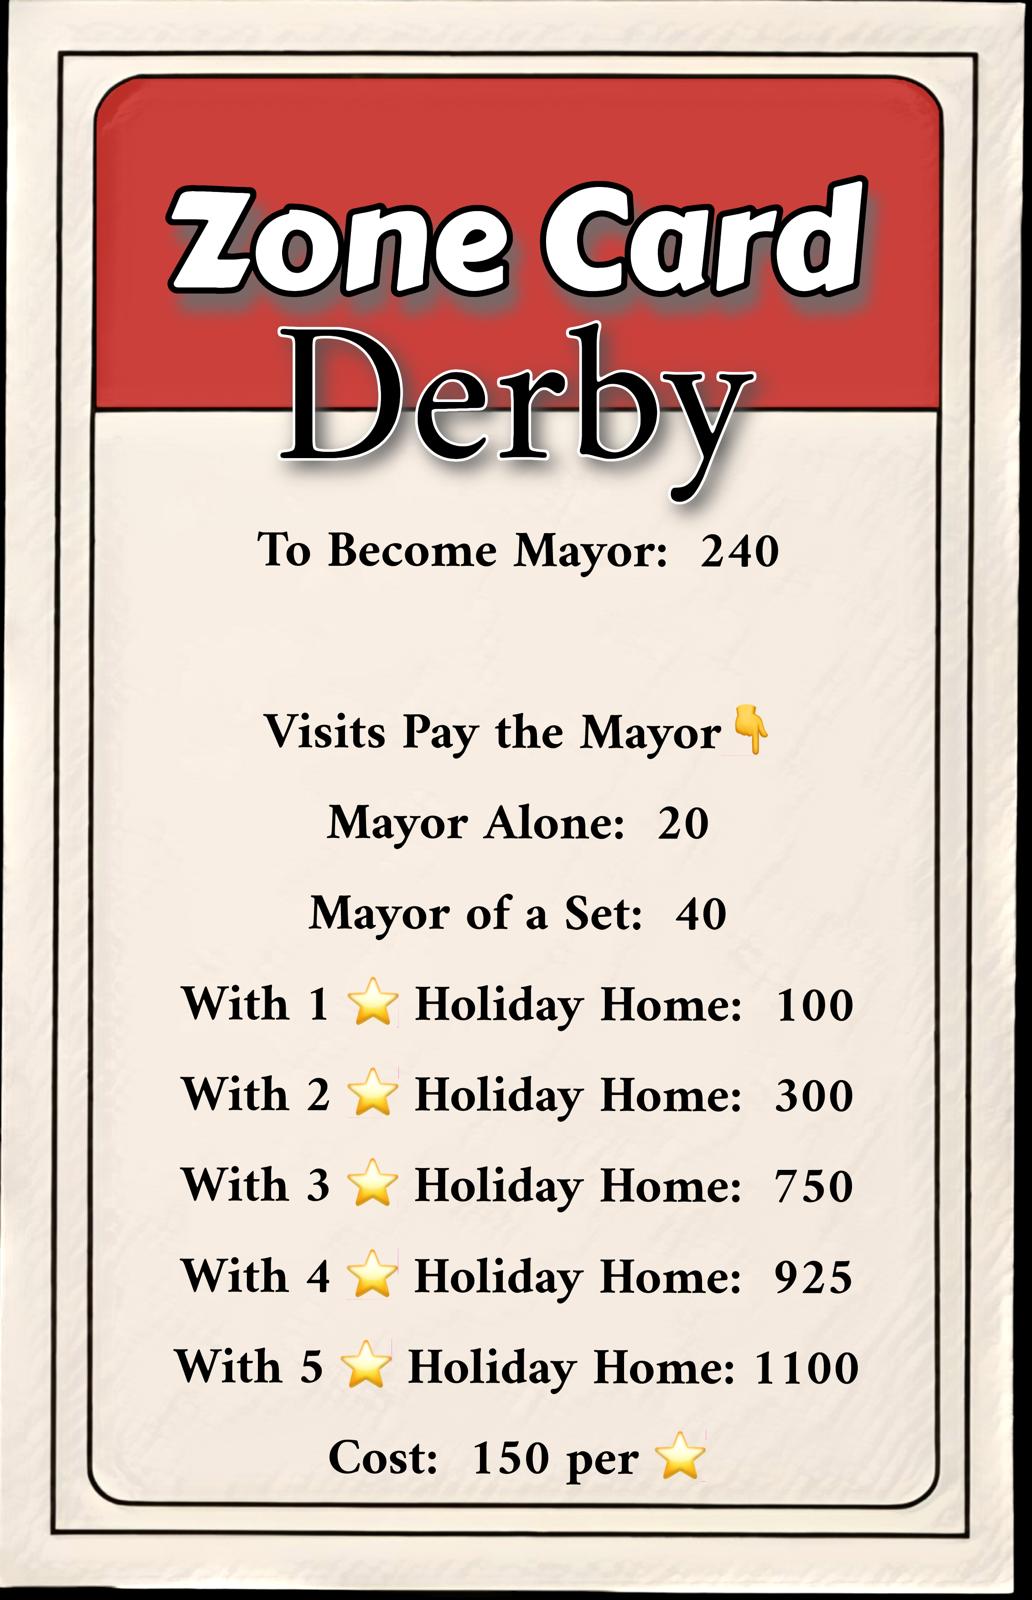 Zone Card
Derby
To Become Mayor: 240
Visits Pay the Mayor👇
Mayor Alone: 20
Mayor of a Set: 40
With 1 ⭐ Holiday Home: 100
With 2 ⭐ Holiday Home: 300
With 3 ⭐ Holiday Home: 750
With 4 ⭐ Holiday Home: 925
With 5 ⭐ Holiday Home: 1100
Cost: 150 per ⭐